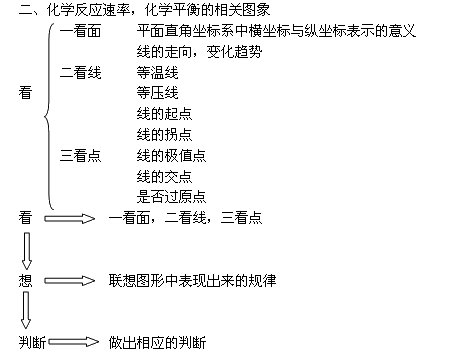 二、化学反应速率，化学平衡的相关图象
一看面 平面直角坐标系中横坐标与纵坐标表示的意义
线的走向，变化趋势
二看线 等温线
看 等压线
线的起点
线的拐点
三看点 线的极值点
线的交点
是否过原点
看 一看面，二看线，三看点
想 联想图形中表现出来的规律
判断 做出相应的判断